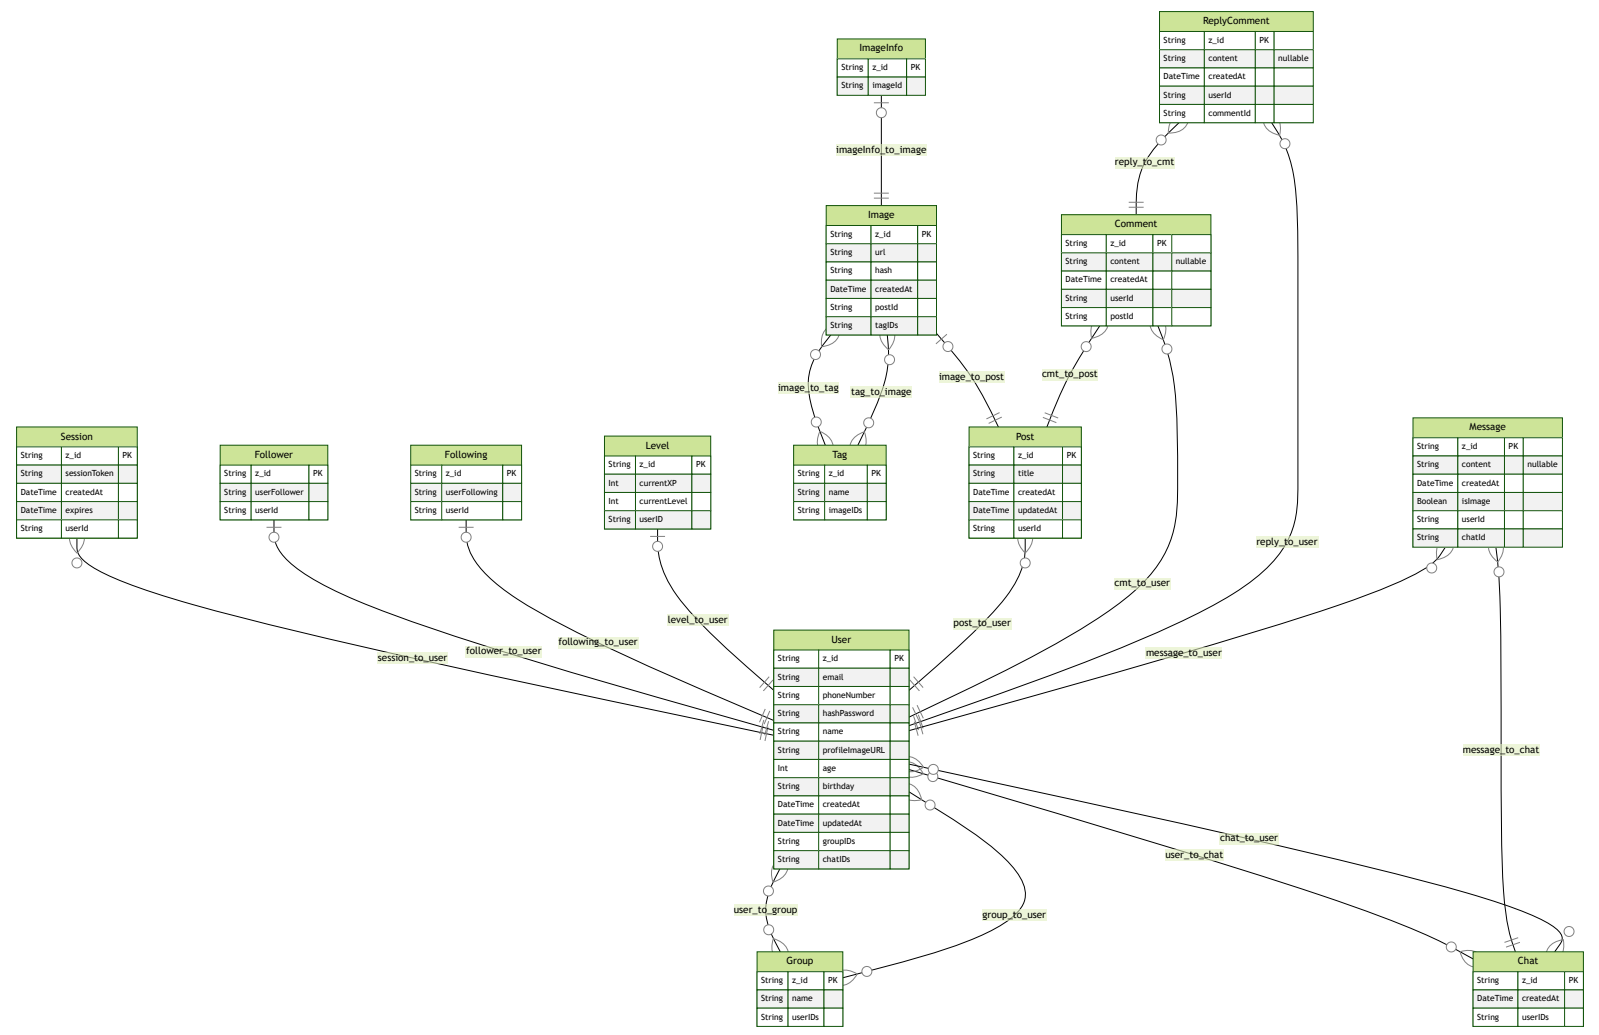 ReplyComment
String z_id PK
String content nullable
DateTime createdAt
String userId
String commentId
ImageInfo
String z_id PK
String imageId
imageInfo_to_image
reply_to_cmt
Image
String z_id PK
String url
String hash
DateTime createdAt
String postId
String tagIDs
Comment
String z_id PK
String content nullable
DateTime createdAt
String userId
String postId
image_to_tag
tag_to_image
image_to_post
cmt_to_post
Session
String z_id PK
String sessionToken
DateTime createdAt
DateTime expires
String userId
Follower
String z_id PK
String userFollower
String userId
Following
String z_id PK
String userFollowing
String userId
Level
String z_id PK
Int currentXP
Int currentLevel
String userID
Tag
String z_id PK
String name
String imageIDs
Post
String z_id PK
String title
DateTime createdAt
DateTime updatedAt
String userId
Message
String z_id PK
String content nullable
DateTime createdAt
Boolean isImage
String userId
String chatId
reply_to_user
cmt_to_user
level_to_user
post_to_user
following_to_user
follower_to_user
session_to_user
message_to_user
User
String z_id PK
String email
String phoneNumber
String hashPassword
String name
String profileImageURL
Int age
String birthday
DateTime createdAt
DateTime updatedAt
String groupIDs
String chatIDs
message_to_chat
chat_to_user
user_to_chat
user_to_group
group_to_user
Group
String z_id PK
String name
String userIDs
Chat
String z_id PK
DateTime createdAt
String userIDs